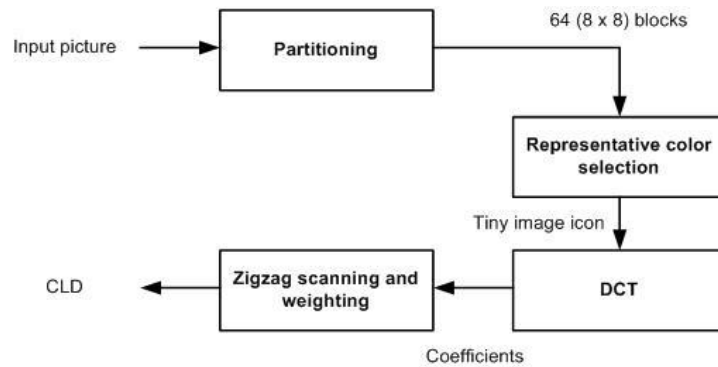 64 (8 x 8) blocks
Input picture
Partitioning
Representative color
selection
Tiny image icon
DCT
Zigzag scanning and
weighting
CLD
Coefficients